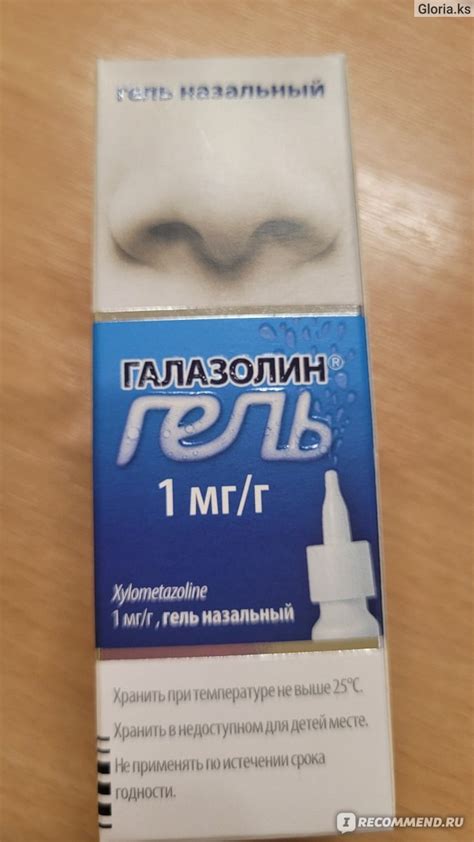 Gloria.ks
гель назальный
ГАЛАЗОЛИН®
гель
1 мг/г
Xylometazoline
1 мг/г, гель назальный
Хранить при температуре не выше 25°С.
Хранить в недоступном для детей месте.
Не применять по истечении срока
годности.
I RECOMMEND.RU